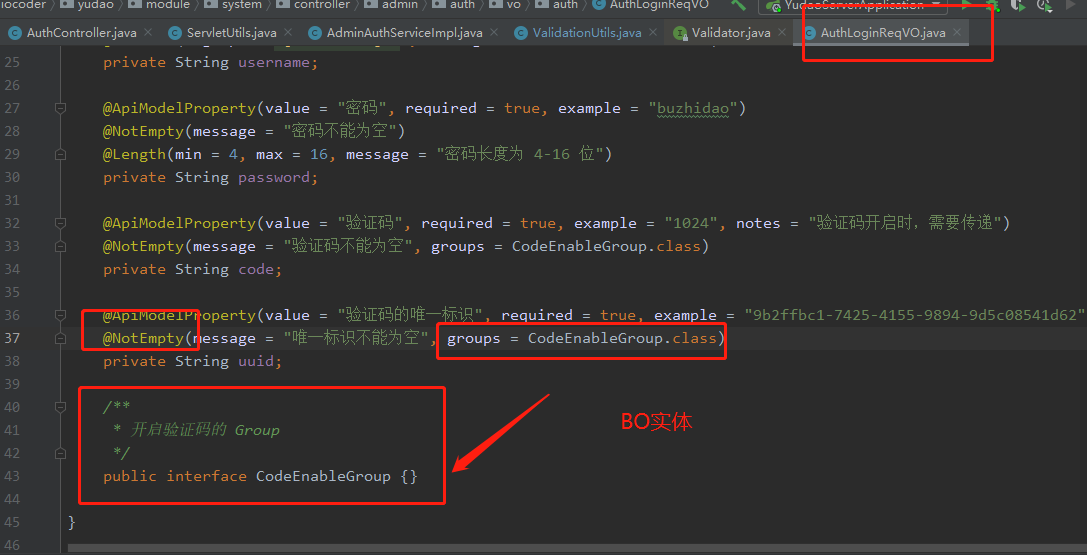 iocoder yudao module system controller admin auth vo auth AuthLoginReqVO YudaoServerApplication
AuthController.java ServletUtils.java AdminAuthServiceImpl.java ValidationUtils.java Validator.java AuthLoginReqVO.java
25 private String username;
26
27 @ApiModelProperty(value = "密码", required = true, example = "buzhidao")
28 @NotEmpty(message = "密码不能为空")
29 @Length(min = 4, max = 16, message = "密码长度为 4-16 位")
30 private String password;
31
32 @ApiModelProperty(value = "验证码", required = true, example = "1024", notes = "验证码开启时，需要传递")
33 @NotEmpty(message = "验证码不能为空", groups = CodeEnableGroup.class)
34 private String code;
35
36 @ApiModelProperty(value = "验证码的唯一标识", required = true, example = "9b2ffbc1-7425-4155-9894-9d5c08541d62"
37 @NotEmpty(message = "唯一标识不能为空", groups = CodeEnableGroup.class)
38 private String uuid;
39
40 /**
41 * 开启验证码的 Group
BO实体
42 */
43 public interface CodeEnableGroup {}
44
45 }
46